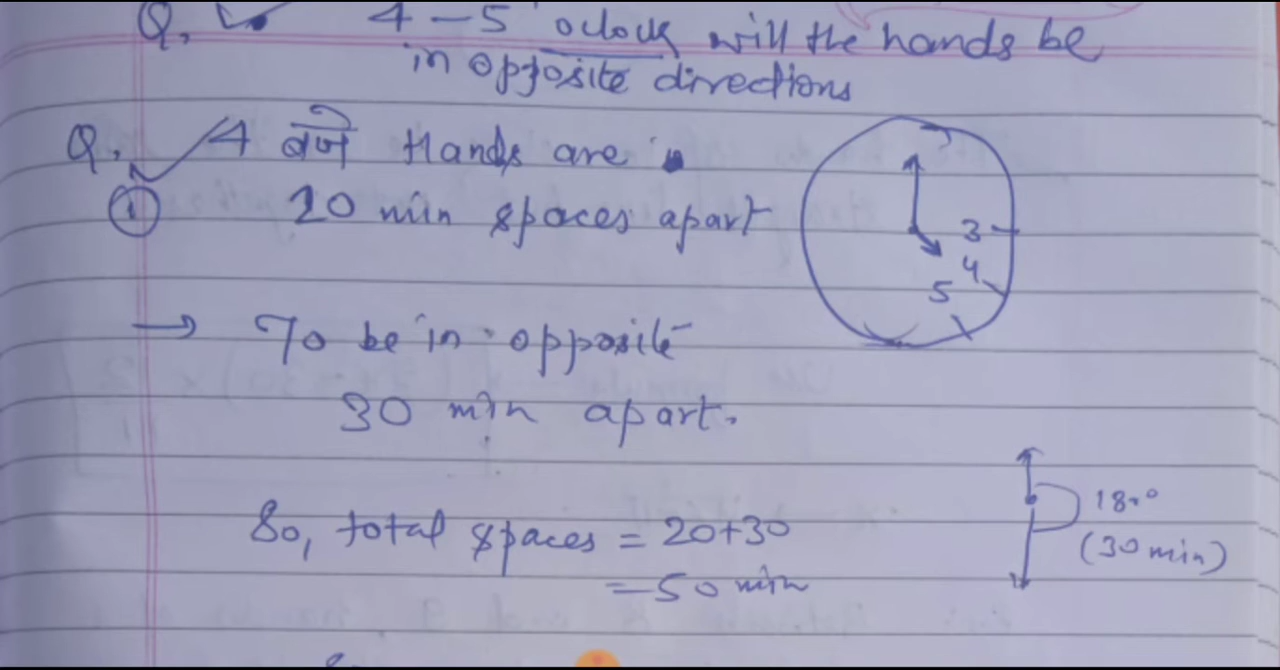 Q. 4-5 o'clock will the hands be
in opposite directions
Q. 4 बजे Hands are
1 20 min spaces apart
3
4
5
→ To be in opposite
30 min apart.
180°
(30 min)
So, total spaces = 20+30
= 50 min